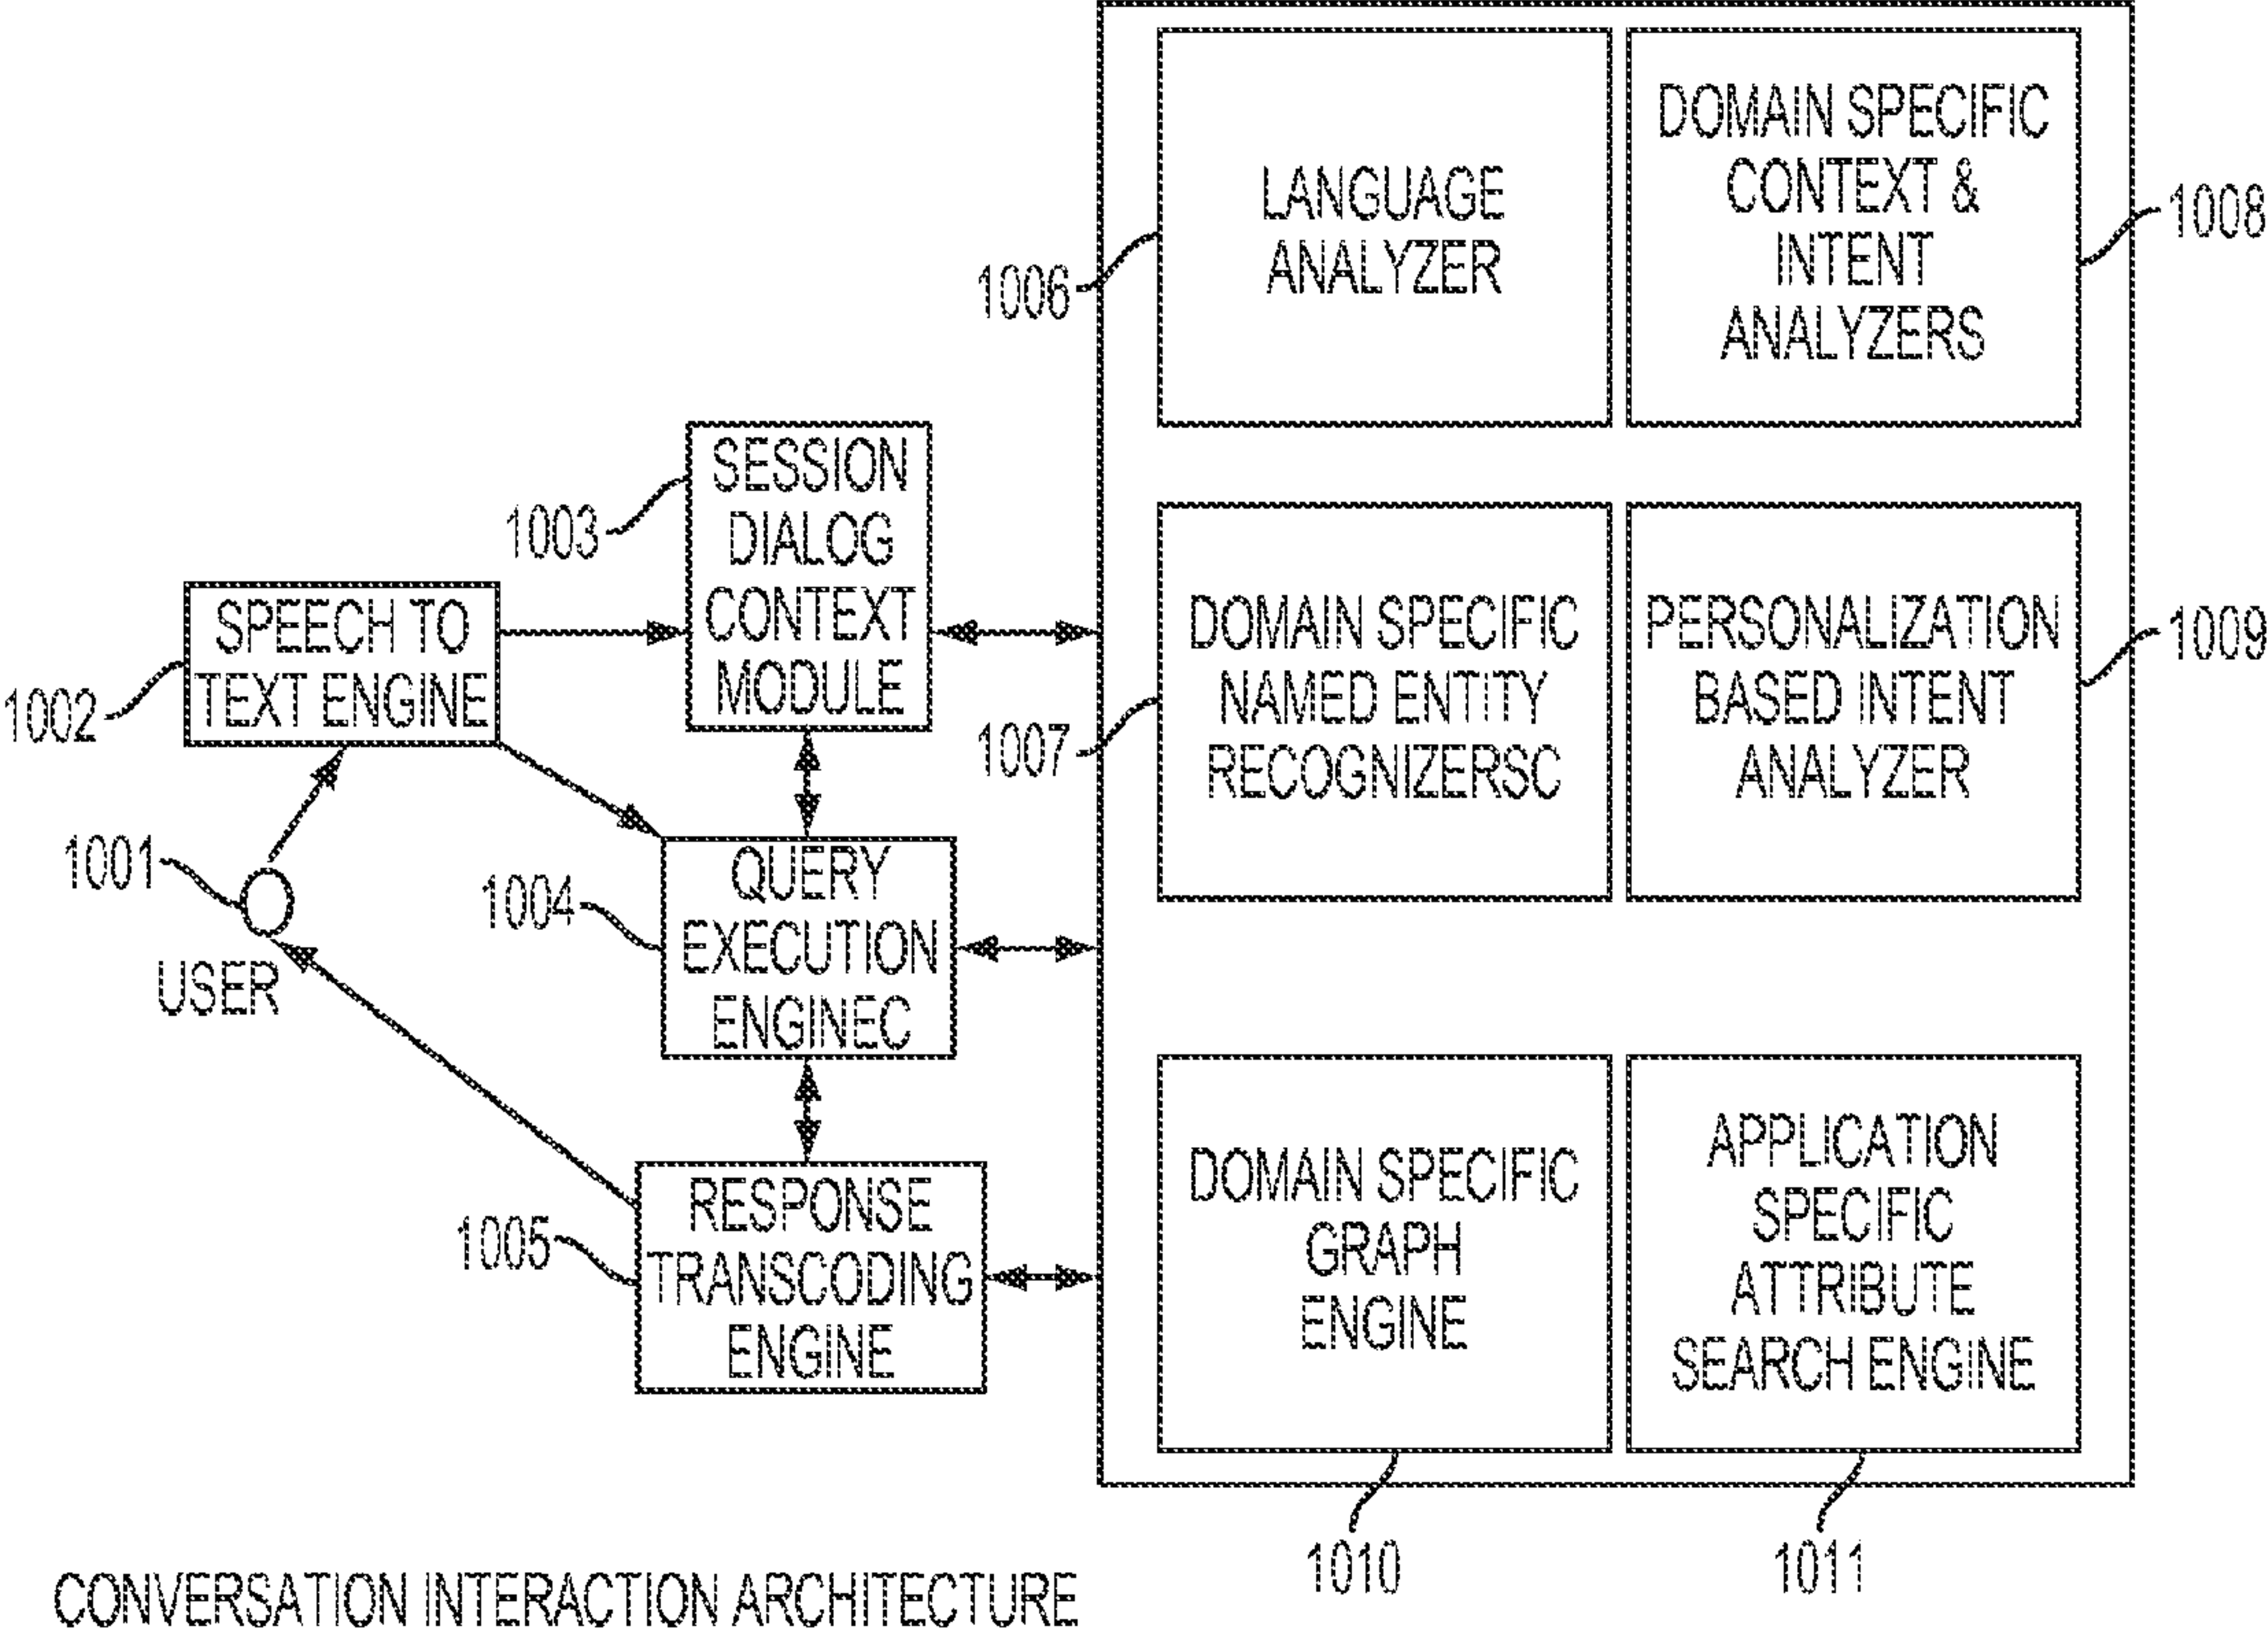 LANGUAGE
ANALYZER
1006
DOMAIN SPECIFIC
CONTEXT &
INTENT
ANALYZERS
1008
SESSION
DIALOG
CONTEXT
MODULE
1003
SPEECH TO
TEXT ENGINE
1002
DOMAIN SPECIFIC
NAMED ENTITY
RECOGNIZERSC
1007
PERSONALIZATION
BASED INTENT
ANALYZER
1009
1001
USER
QUERY
EXECUTION
ENGINEC
1004
RESPONSE
TRANSCODING
ENGINE
1005
DOMAIN SPECIFIC
GRAPH
ENGINE
1010
APPLICATION
SPECIFIC
ATTRIBUTE
SEARCH ENGINE
1011
CONVERSATION INTERACTION ARCHITECTURE